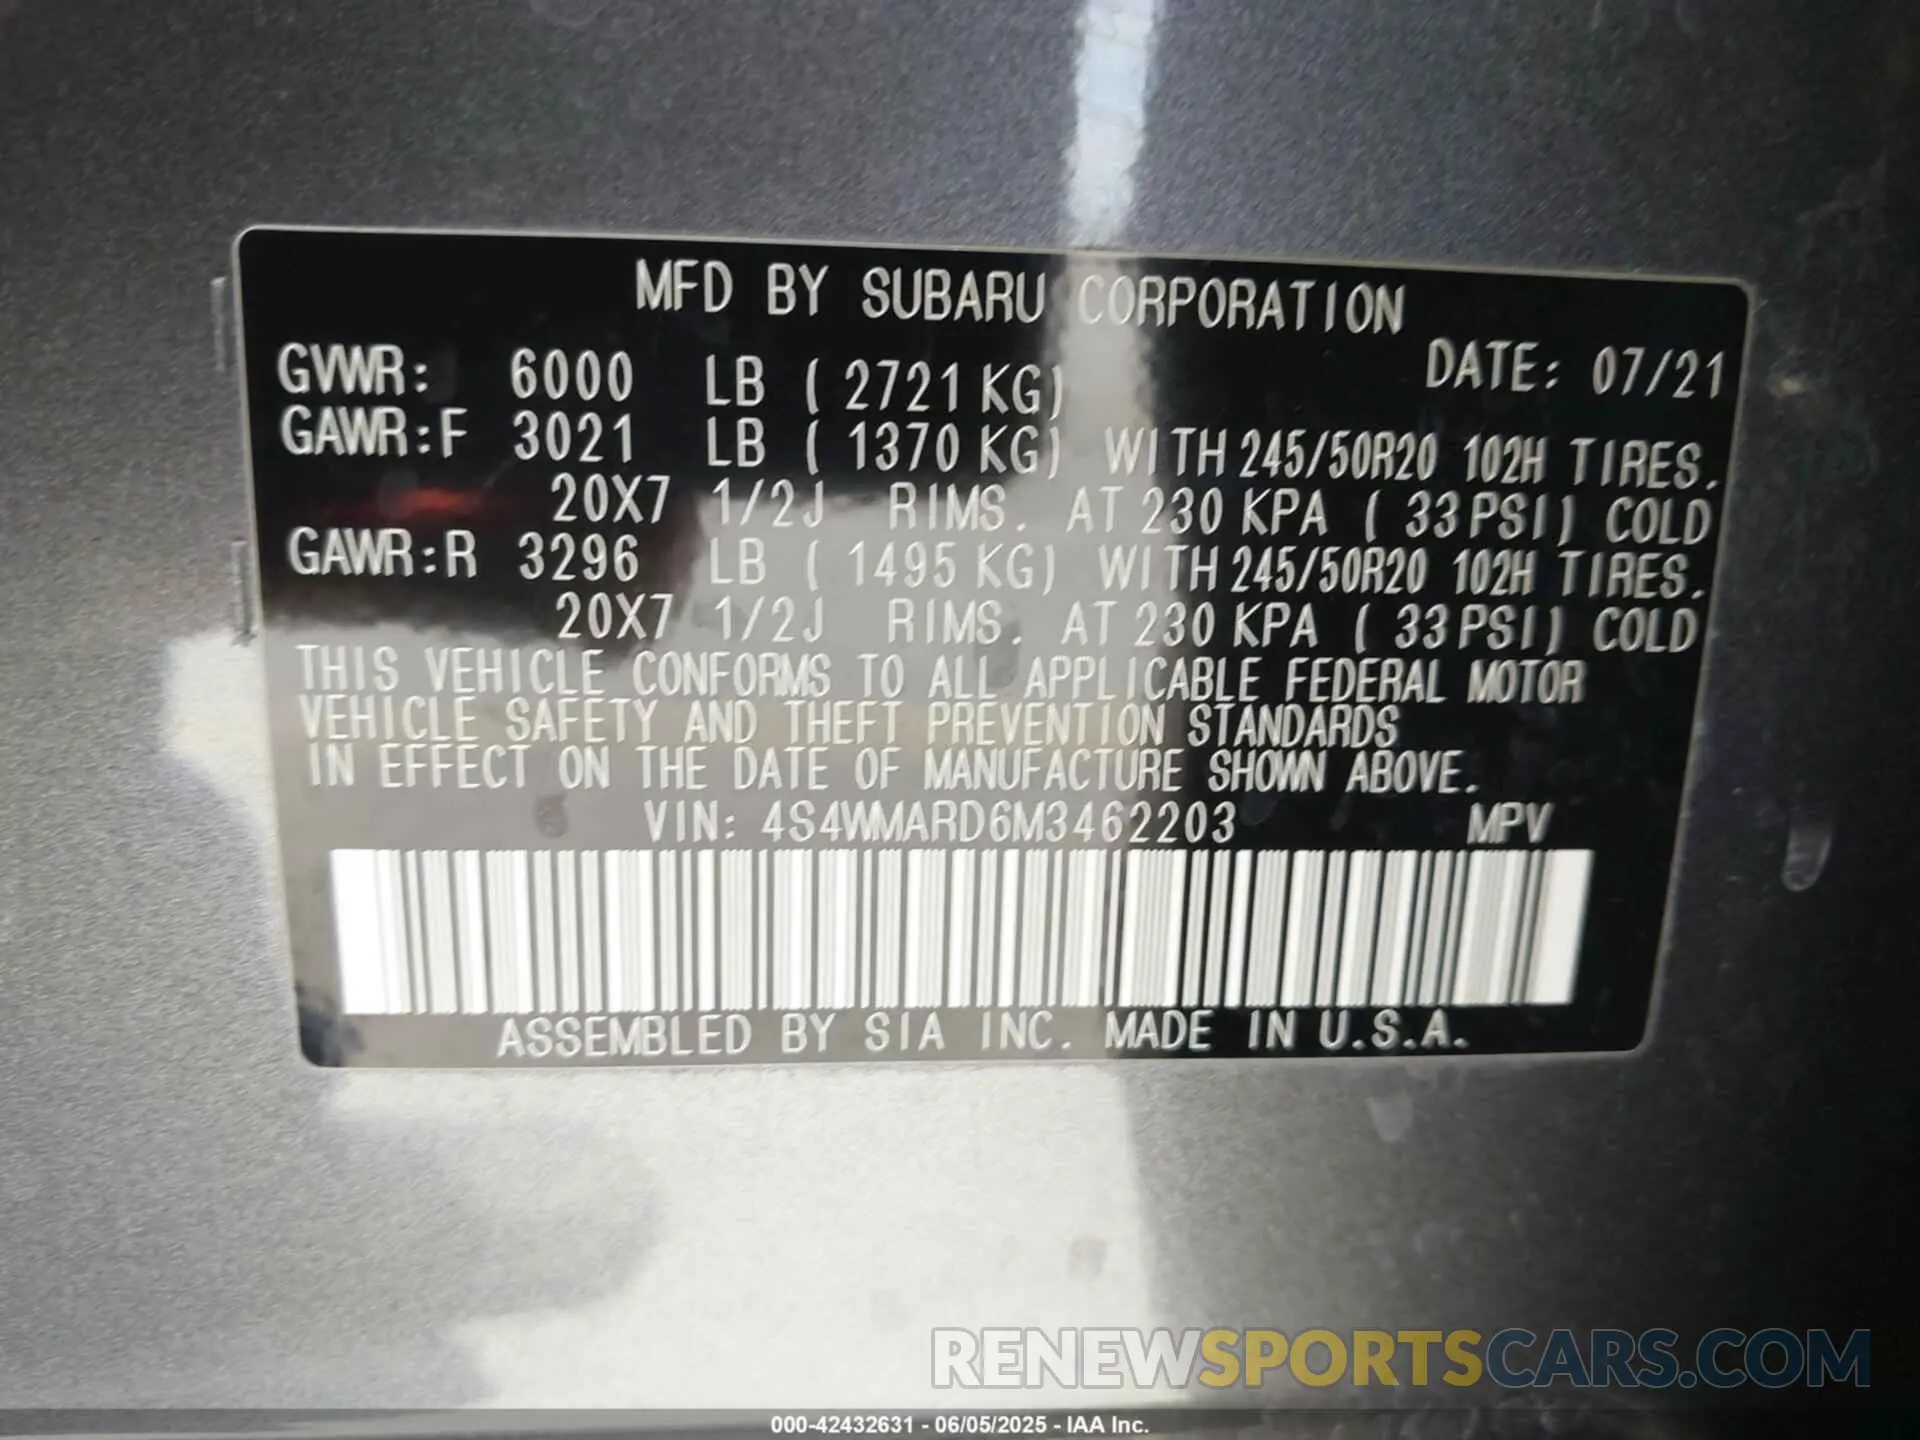 MFD BY SUBARU CORPORATION
DATE: 07/21
GVWR: 6000 LB ( 2721 KG)
GAWR:F 3021 LB ( 1370 KG) WITH 245/50R20 102H TIRES.
20X7 1/2J RIMS. AT 230 KPA ( 33 PSI) COLD
GAWR:R 3296 LB ( 1495 KG) WITH 245/50R20 102H TIRES.
20X7 1/2J RIMS. AT 230 KPA ( 33 PSI) COLD
THIS VEHICLE CONFORMS TO ALL APPLICABLE FEDERAL MOTOR
VEHICLE SAFETY AND THEFT PREVENTION STANDARDS
IN EFFECT ON THE DATE OF MANUFACTURE SHOWN ABOVE.
VIN: 4S4WMARD6M3462203 MPV
ASSEMBLED BY SIA INC. MADE IN U.S.A.
RENEWSPORTSCARS.COM
000-42432631 - 06/05/2025 - IAA Inc.